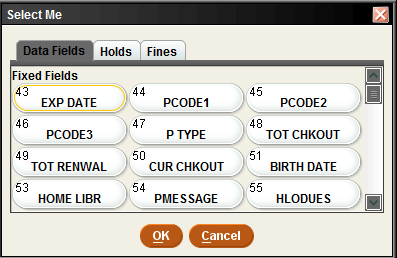 Select Me
Data Fields Holds Fines
Fixed Fields
43 EXP DATE 44 PCODE1 45 PCODE2
46 PCODE3 47 P TYPE 48 TOT CHKOUT
49 TOT RENWAL 50 CUR CHKOUT 51 BIRTH DATE
53 HOME LIBR 54 PMESSAGE 55 HLODUES
OK Cancel